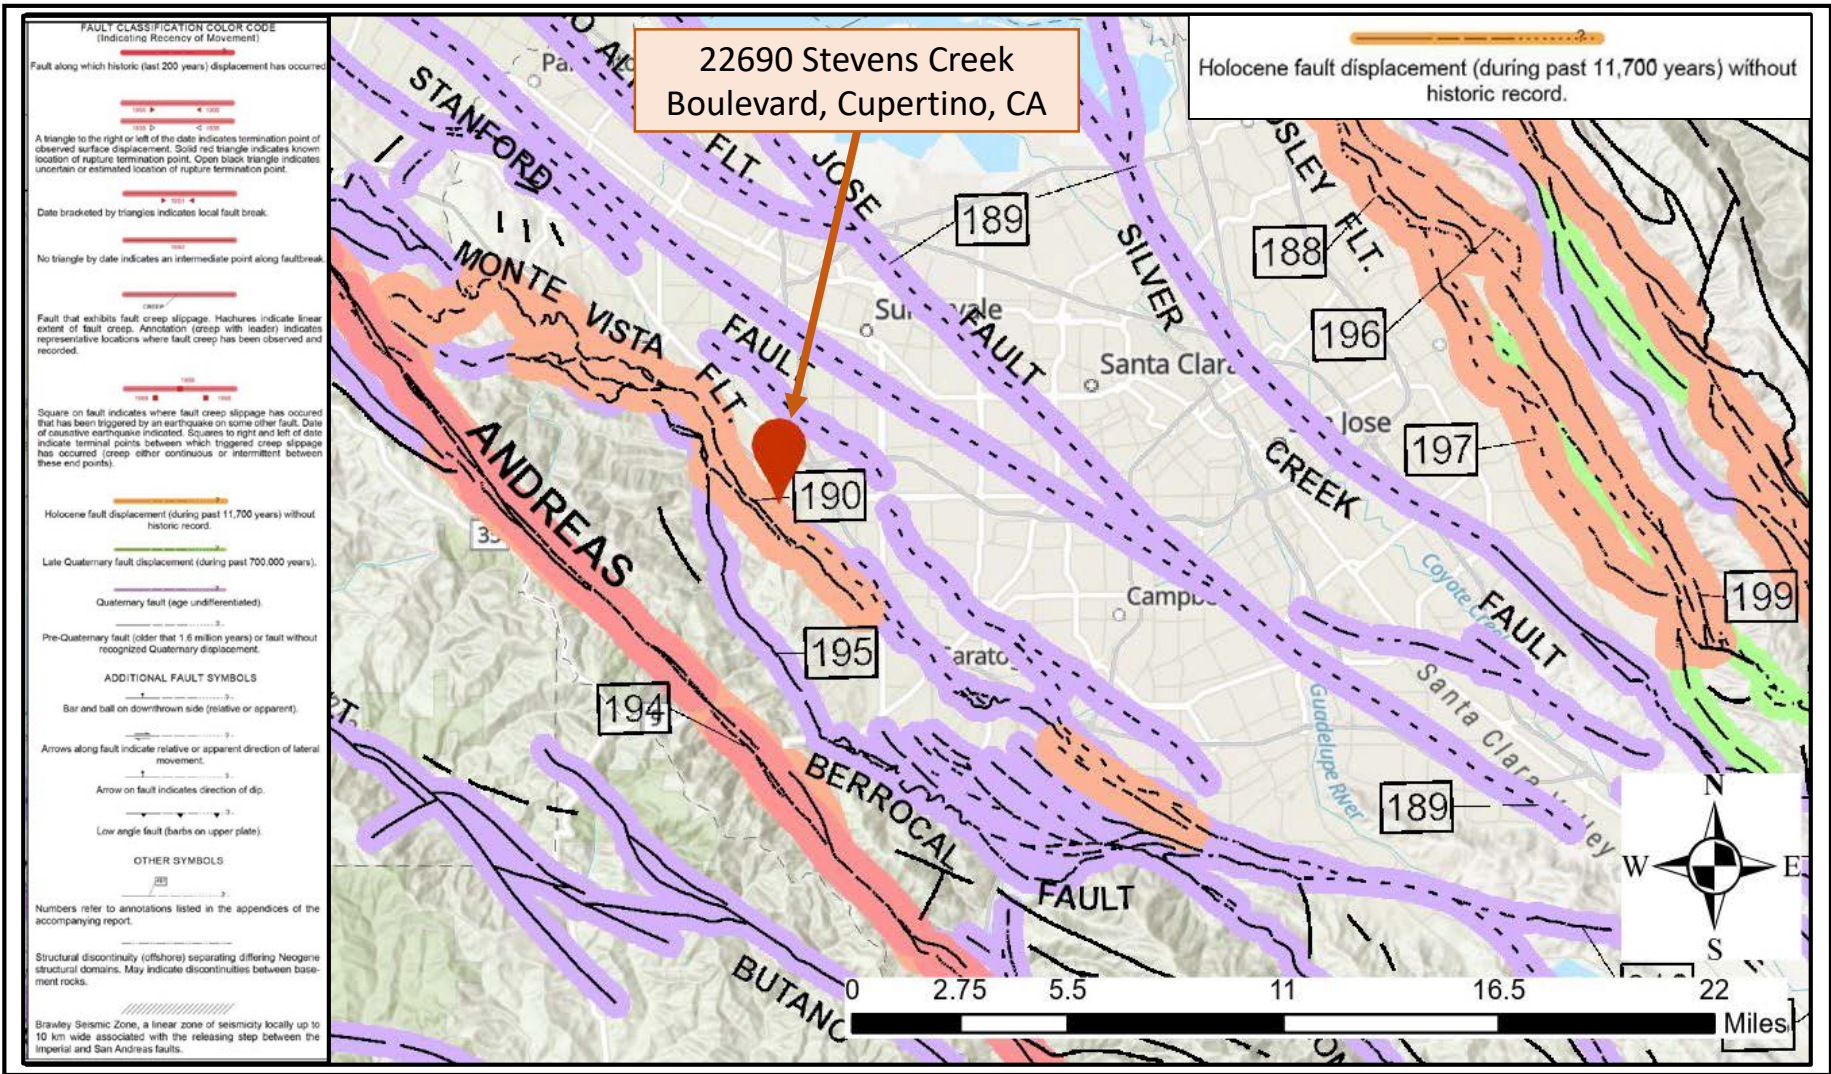 FAULT CLASSIFICATION COLOR CODE
(Indicating Recency of Movement)
Fault along which historic (last 200 years) displacement has occurred
A triangle to the right or left of the date indicates termination point of
observed surface displacement. Solid red triangle indicates known
location of rupture termination point. Open black triangle indicates
uncertain or estimated location of rupture termination point.
Date bracketed by triangles indicates local fault break.
No triangle by date indicates an intermediate point along faultbreak.
CREEP
Fault that exhibits fault creep slippage. Hachures indicate linear
extent of fault creep. Annotation (creep with leader) indicates
representative locations where fault creep has been observed and
recorded.
Square on fault indicates where fault creep slippage has occured
that has been triggered by an earthquake on some other fault. Date
of causative earthquake indicated. Squares to right and left of date
indicate terminal points between which triggered creep slippage
has occurred (creep either continuous or intermittent between
these end points).
Holocene fault displacement (during past 11,700 years) without
historic record.
Late Quaternary fault displacement (during past 700,000 years).
Quaternary fault (age undifferentiated).
Pre-Quaternary fault (older that 1.6 million years) or fault without
recognized Quaternary displacement.
ADDITIONAL FAULT SYMBOLS
Bar and ball on downthrown side (relative or apparent).
Arrows along fault indicate relative or apparent direction of lateral
movement.
Arrow on fault indicates direction of dip.
Low angle fault (barbs on upper plate).
OTHER SYMBOLS
Numbers refer to annotations listed in the appendices of the
accompanying report.
Structural discontinuity (offshore) separating differing Neogene
structural domains. May indicate discontinuities between base-
ment rocks.
Brawley Seismic Zone, a linear zone of seismicity locally up to
10 km wide associated with the releasing step between the
Imperial and San Andreas faults.
22690 Stevens Creek
Boulevard, Cupertino, CA
Holocene fault displacement (during past 11,700 years) without
historic record.
STANFORD
FAUL
FLT.
JOSE
FAULT
MONTE VISTA
FLT.
SILVER
CREEK
FAULT
FLT.
ANDREAS
BERROCAL
FAULT
BUTANO
189
188
196
197
190
195
194
199
189
35
Santa Clar
Jose
Coyote Creek
Guadelupe River
Santa Clara Valley
N
W
E
S
0
2.75
5.5
11
16.5
22
Miles